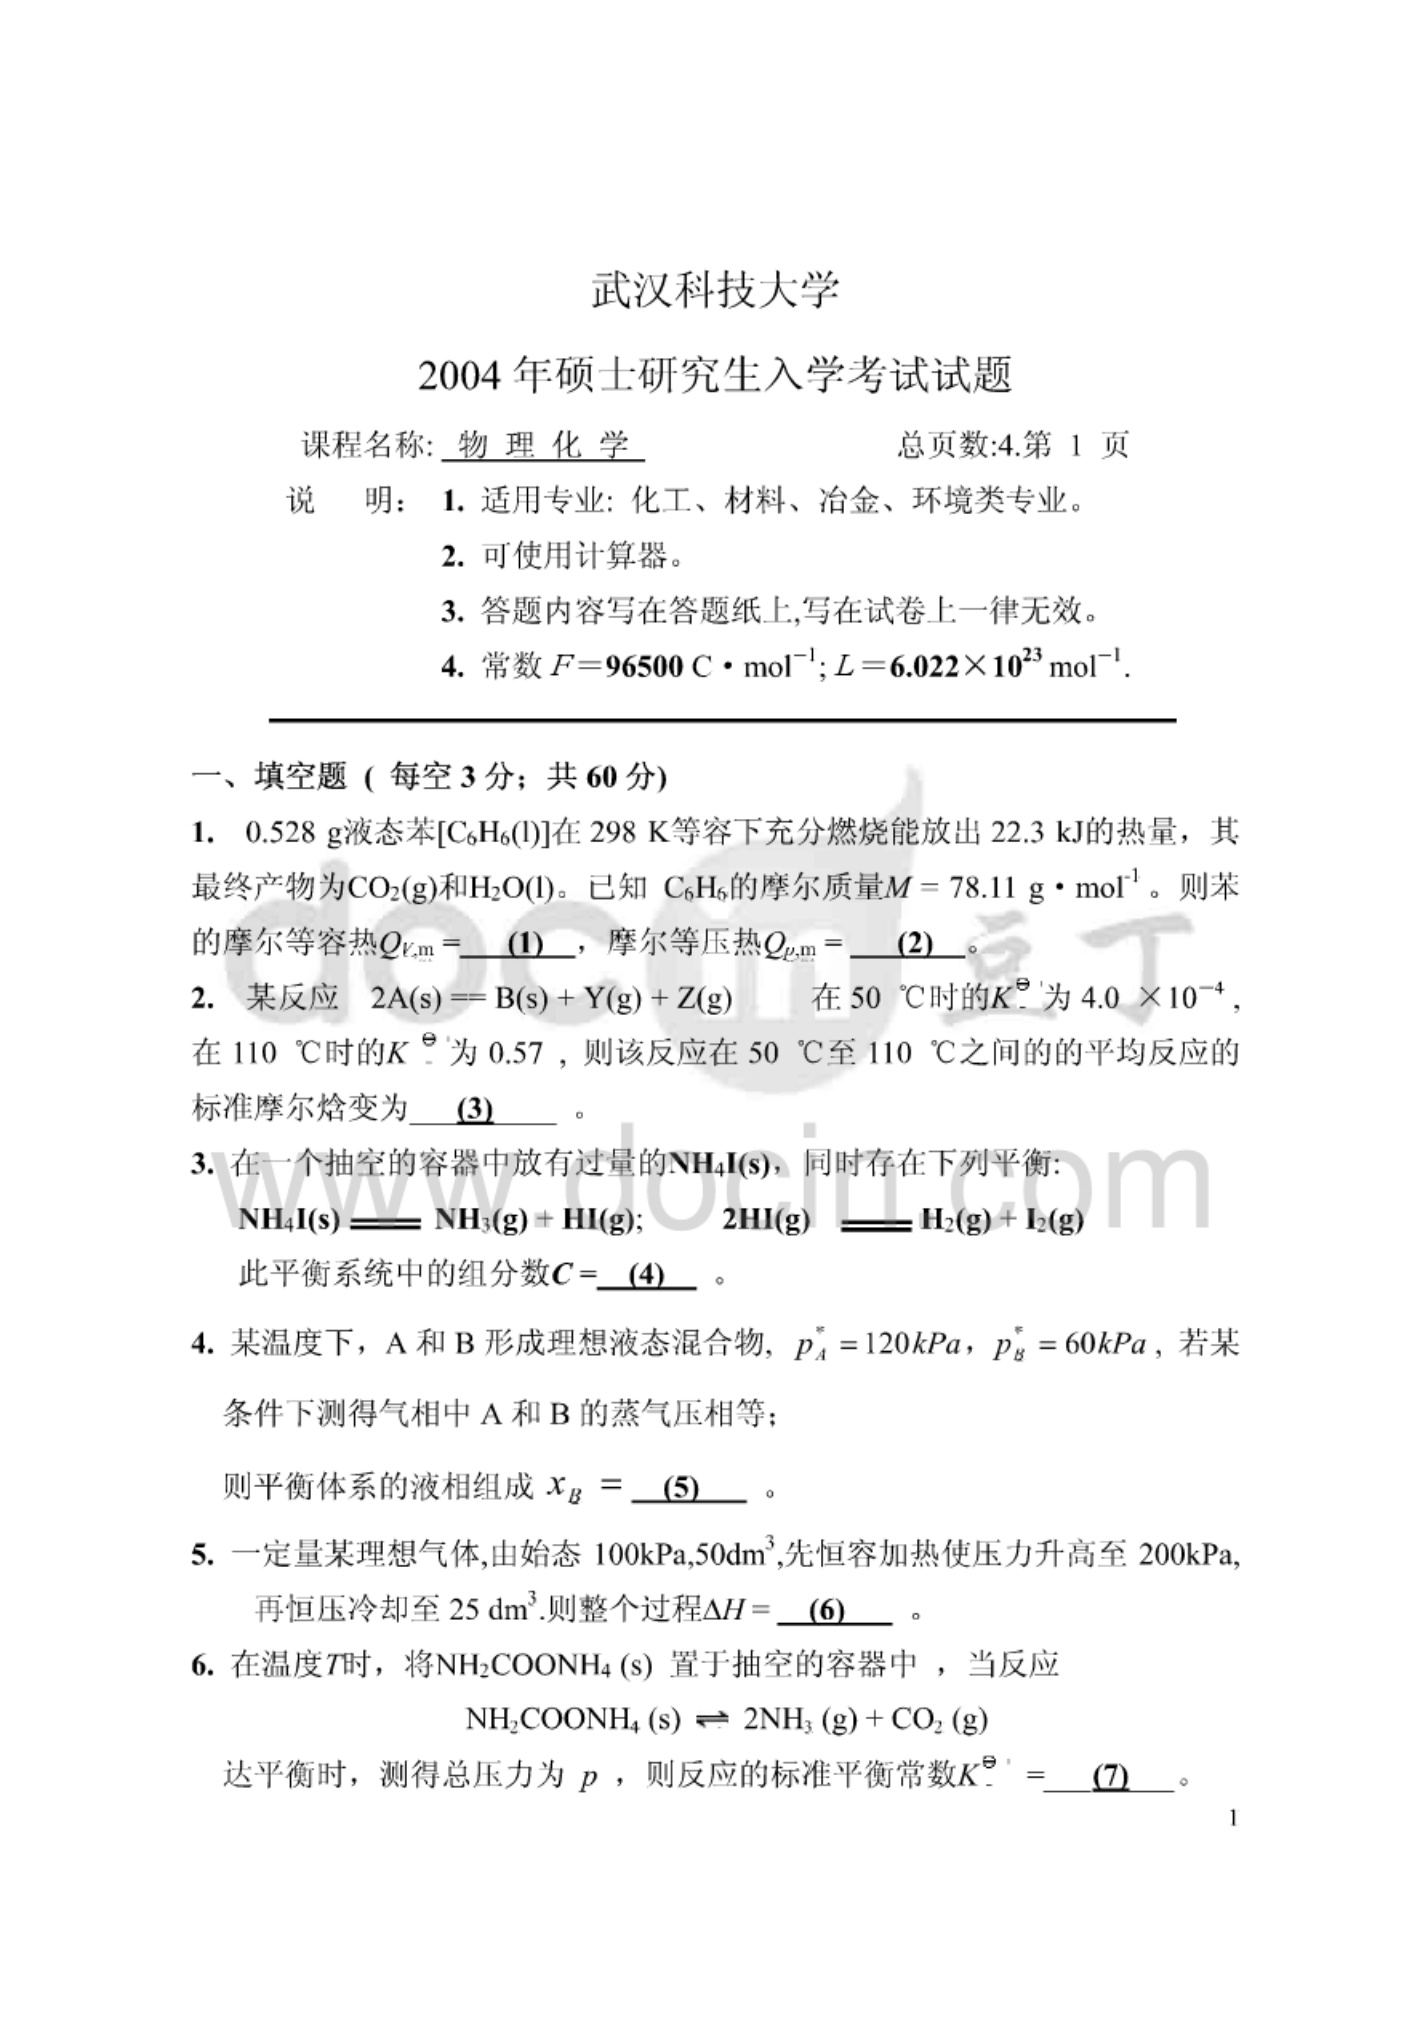 武汉科技大学
2004 年硕士研究生入学考试试题
课程名称: 物 理 化 学 总页数:4.第 1 页
说 明： 1. 适用专业: 化工、材料、冶金、环境类专业。
2. 可使用计算器。
3. 答题内容写在答题纸上,写在试卷上一律无效。
4. 常数 F＝96500 C·mol⁻¹; L＝6.022×10²³ mol⁻¹.
一、填空题 ( 每空 3 分；共 60 分)
1. 0.528 g液态苯[C₆H₆(l)]在 298 K等容下充分燃烧能放出 22.3 kJ的热量，其
最终产物为CO₂(g)和H₂O(l)。已知 C₆H₆的摩尔质量M = 78.11 g·mol⁻¹。则苯
的摩尔等容热Q_V,m = (1) ，摩尔等压热Q_p,m = (2) 。
2. 某反应 2A(s) == B(s) + Y(g) + Z(g) 在 50 ℃时的K⊖为 4.0 ×10⁻⁴ ,
在 110 ℃时的K⊖为 0.57 , 则该反应在 50 ℃至 110 ℃之间的的平均反应的
标准摩尔焓变为 (3) 。
3. 在一个抽空的容器中放有过量的NH₄I(s)，同时存在下列平衡:
NH₄I(s) ══ NH₃(g) + HI(g); 2HI(g) ══ H₂(g) + I₂(g)
此平衡系统中的组分数C = (4) 。
4. 某温度下，A 和 B 形成理想液态混合物, p*_A = 120kPa，p*_B = 60kPa , 若某
条件下测得气相中 A 和 B 的蒸气压相等；
则平衡体系的液相组成 x_B = (5) 。
5. 一定量某理想气体,由始态 100kPa,50dm³,先恒容加热使压力升高至 200kPa,
再恒压冷却至 25 dm³.则整个过程ΔH = (6) 。
6. 在温度T时，将NH₂COONH₄ (s) 置于抽空的容器中 ，当反应
NH₂COONH₄ (s) ⇌ 2NH₃ (g) + CO₂ (g)
达平衡时，测得总压力为 p ，则反应的标准平衡常数K⊖ = (7) 。
1
docin 豆丁
www.docin.com